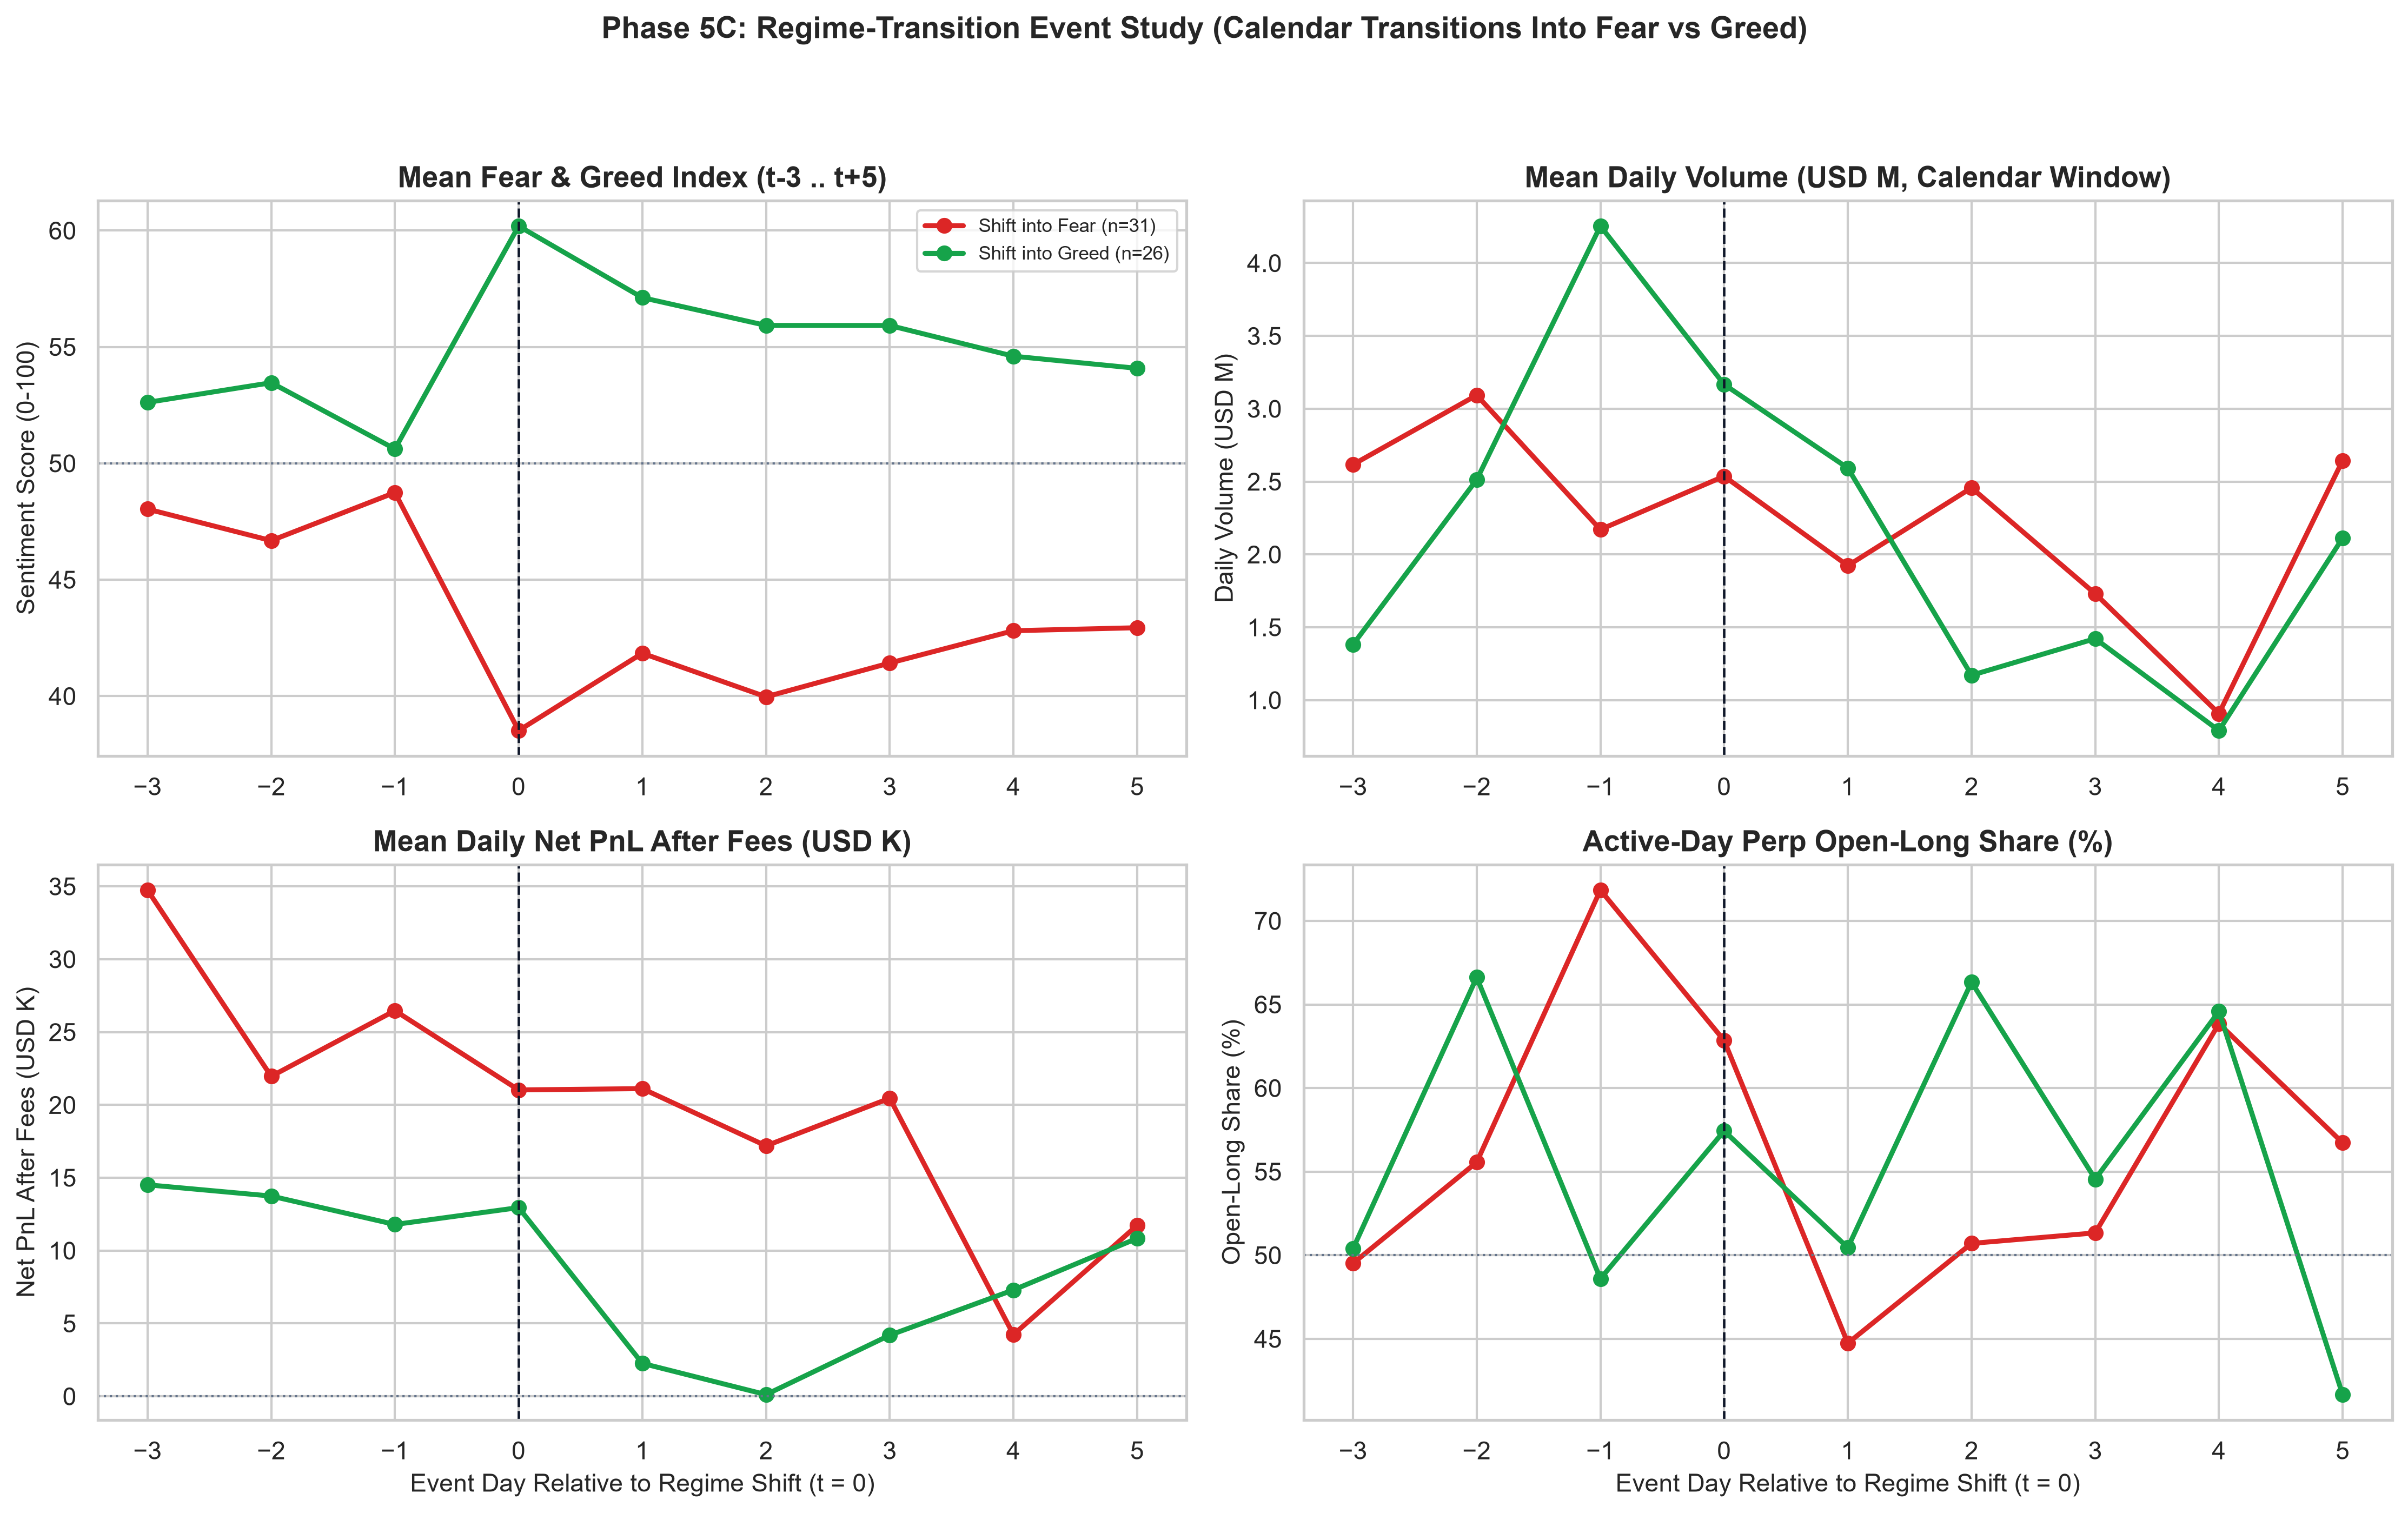 Phase 5C: Regime-Transition Event Study (Calendar Transitions Into Fear vs Greed)
Mean Fear & Greed Index (t-3 .. t+5)
Sentiment Score (0-100)
60
55
50
45
40
Shift into Fear (n=31)
Shift into Greed (n=26)
−3 −2 −1 0 1 2 3 4 5
Mean Daily Volume (USD M, Calendar Window)
Daily Volume (USD M)
4.0
3.5
3.0
2.5
2.0
1.5
1.0
−3 −2 −1 0 1 2 3 4 5
Mean Daily Net PnL After Fees (USD K)
Net PnL After Fees (USD K)
35
30
25
20
15
10
5
0
−3 −2 −1 0 1 2 3 4 5
Event Day Relative to Regime Shift (t = 0)
Active-Day Perp Open-Long Share (%)
Open-Long Share (%)
70
65
60
55
50
45
−3 −2 −1 0 1 2 3 4 5
Event Day Relative to Regime Shift (t = 0)